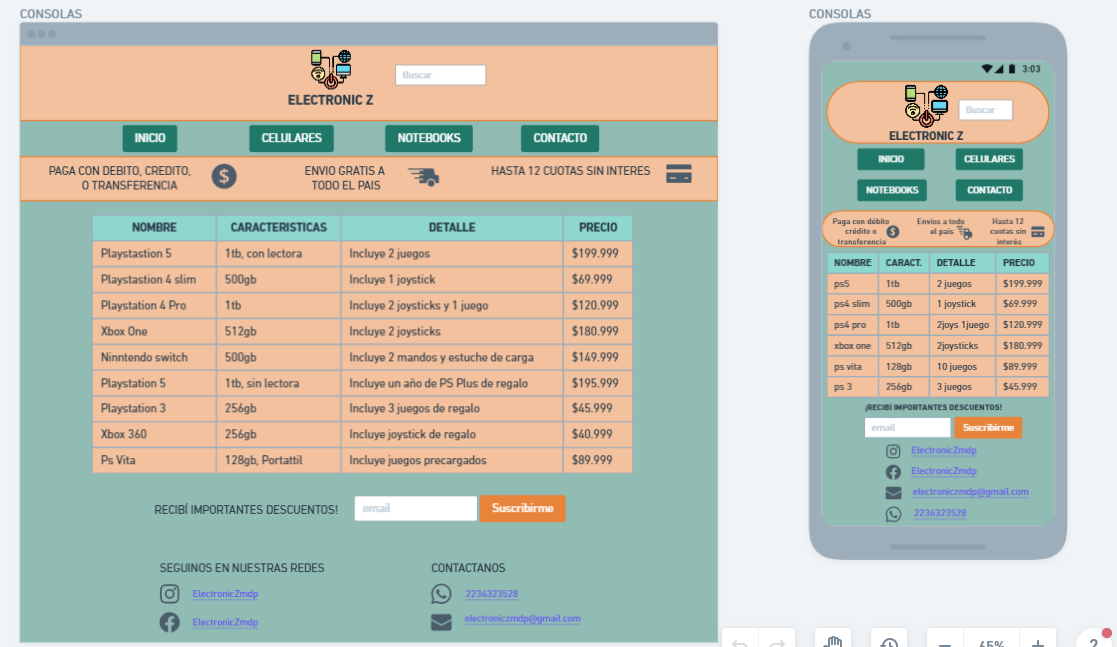 CONSOLAS
Buscar
ELECTRONIC Z
INICIO CELULARES NOTEBOOKS CONTACTO
PAGA CON DEBITO, CREDITO,
O TRANSFERENCIA
$
ENVIO GRATIS A
TODO EL PAIS
HASTA 12 CUOTAS SIN INTERES
NOMBRE CARACTERISTICAS DETALLE PRECIO
Playstastion 5 1tb, con lectora Incluye 2 juegos $199.999
Playstastion 4 slim 500gb Incluye 1 joystick $69.999
Playstation 4 Pro 1tb Incluye 2 joysticks y 1 juego $120.999
Xbox One 512gb Incluye 2 joysticks $180.999
Ninntendo switch 500gb Incluye 2 mandos y estuche de carga $149.999
Playstation 5 1tb, sin lectora Incluye un año de PS Plus de regalo $195.999
Playstation 3 256gb Incluye 3 juegos de regalo $45.999
Xbox 360 256gb Incluye joystick de regalo $40.999
Ps Vita 128gb, Portattil Incluye juegos precargados $89.999
RECIBÍ IMPORTANTES DESCUENTOS! email Suscribirme
SEGUINOS EN NUESTRAS REDES
ElectronicZmdp
ElectronicZmdp
CONTACTANOS
2236323528
electroniczmdp@gmail.com
CONSOLAS
3:03
Buscar
ELECTRONIC Z
INICIO CELULARES
NOTEBOOKS CONTACTO
Paga con débito
crédito o
transferencia
$
Envíos a todo
el pais
Hasta 12
cuotas sin
interés
NOMBRE CARACT. DETALLE PRECIO
ps5 1tb 2 juegos $199.999
ps4 slim 500gb 1 joystick $69.999
ps4 pro 1tb 2joys 1juego $120.999
xbox one 512gb 2joysticks $180.999
ps vita 128gb 10 juegos $89.999
ps 3 256gb 3 juegos $45.999
¡RECIBÍ IMPORTANTES DESCUENTOS!
email Suscribirme
ElectronicZmdp
ElectronicZmdp
electroniczmdp@gmail.com
2236323528
65%
?